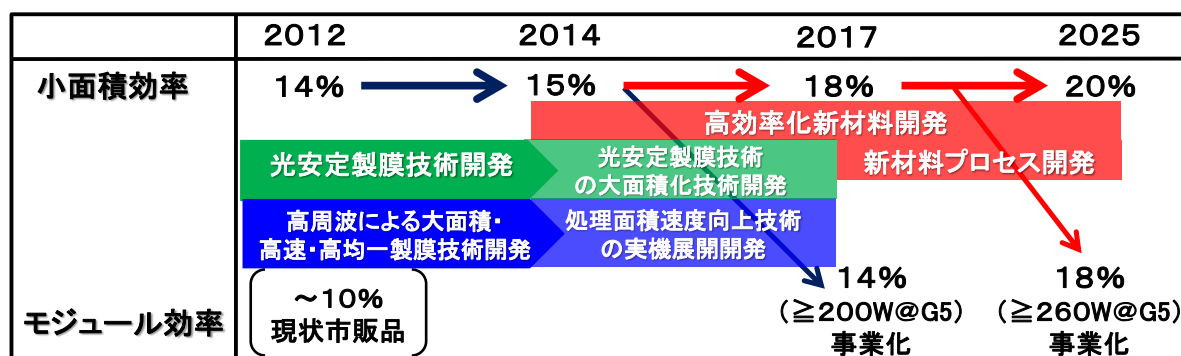 2012 2014 2017 2025
小面積効率 14% 15% 18% 20%
高効率化新材料開発
光安定製膜技術開発
光安定製膜技術
の大面積化技術開発
新材料プロセス開発
高周波による大面積・
高速・高均一製膜技術開発
処理面積速度向上技術
の実機展開開発
モジュール効率
～10%
現状市販品
14%
(≧200W@G5)
事業化
18%
(≧260W@G5)
事業化